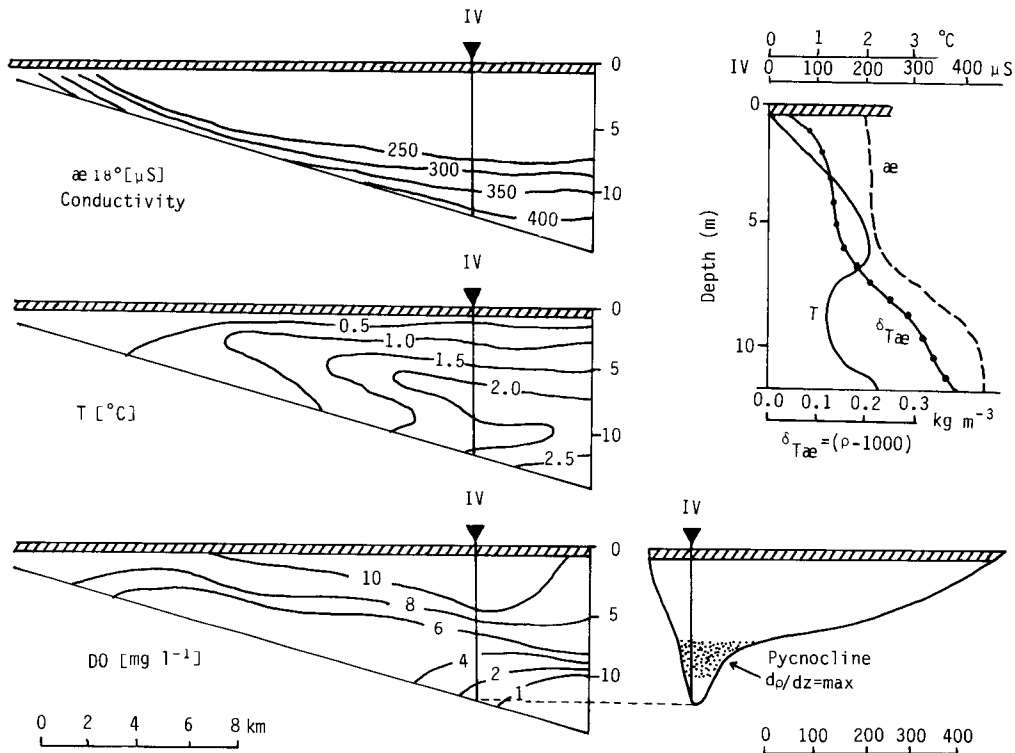 IV
0
5
10
250
300
350
400
æ 18°[µS]
Conductivity
0 1 2 3 °C
IV 0 100 200 300 400 µS
0
5
10
Depth (m)
æ
T
δTæ
0.0 0.1 0.2 0.3 kg m⁻³
δTæ=(ρ-1000)
IV
0
5
10
0.5
1.0
1.5
2.0
2.5
T [°C]
IV
0
5
10
10
8
6
4
2
1
DO [mg l⁻¹]
0 2 4 6 8 km
IV
Pycnocline
dρ/dz=max
0 100 200 300 400